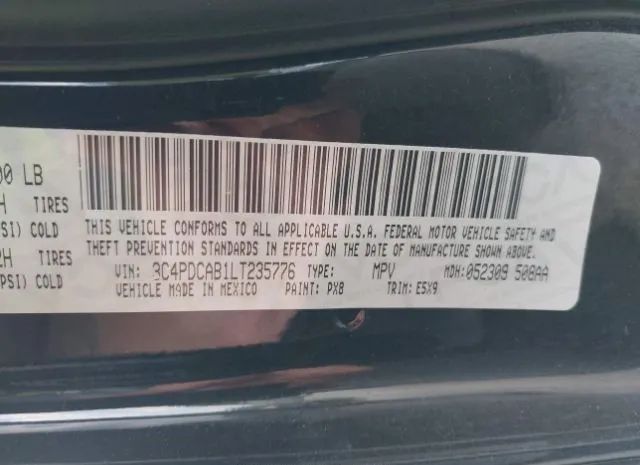 00 LB
H TIRES
PSI) COLD
2H TIRES
(PSI) COLD
THIS VEHICLE CONFORMS TO ALL APPLICABLE U.S.A. FEDERAL MOTOR VEHICLE SAFETY AND
THEFT PREVENTION STANDARDS IN EFFECT ON THE DATE OF MANUFACTURE SHOWN ABOVE.
VIN: 3C4PDCAB1LT235776 TYPE: MPV MDH:052309 508AA
VEHICLE MADE IN MEXICO PAINT: PX8 TRIM: E5X9